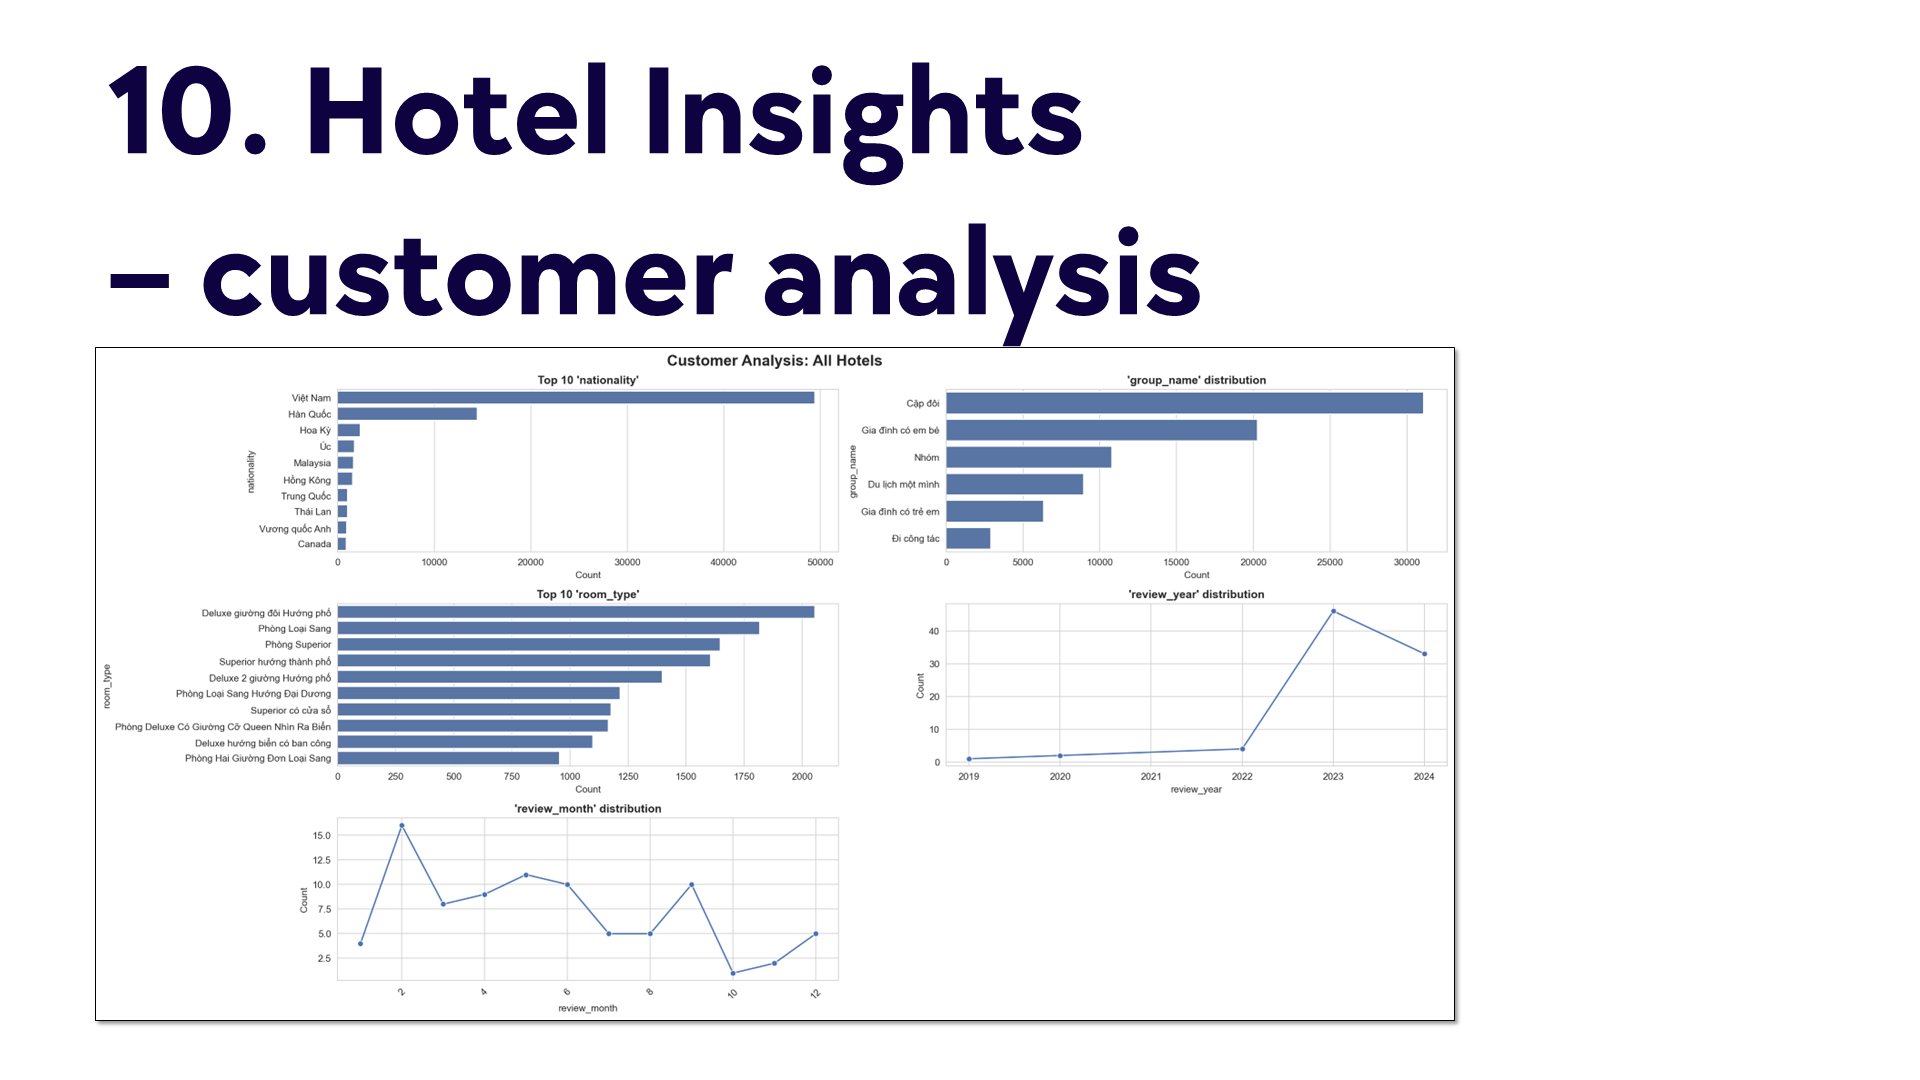 10. Hotel Insights
– customer analysis
Customer Analysis: All Hotels
Top 10 'nationality'
nationality
Việt Nam
Hàn Quốc
Hoa Kỳ
Úc
Malaysia
Hồng Kông
Trung Quốc
Thái Lan
Vương quốc Anh
Canada
0 10000 20000 30000 40000 50000
Count
'group_name' distribution
group_name
Cặp đôi
Gia đình có em bé
Nhóm
Du lịch một mình
Gia đình có trẻ em
Đi công tác
0 5000 10000 15000 20000 25000 30000
Count
Top 10 'room_type'
room_type
Deluxe giường đôi Hướng phố
Phòng Loại Sang
Phòng Superior
Superior hướng thành phố
Deluxe 2 giường Hướng phố
Phòng Loại Sang Hướng Đại Dương
Superior có cửa sổ
Phòng Deluxe Có Giường Cỡ Queen Nhìn Ra Biển
Deluxe hướng biển có ban công
Phòng Hai Giường Đơn Loại Sang
0 250 500 750 1000 1250 1500 1750 2000
Count
'review_year' distribution
Count
40
30
20
10
0
2019 2020 2021 2022 2023 2024
review_year
'review_month' distribution
Count
15.0
12.5
10.0
7.5
5.0
2.5
2 4 6 8 10 12
review_month